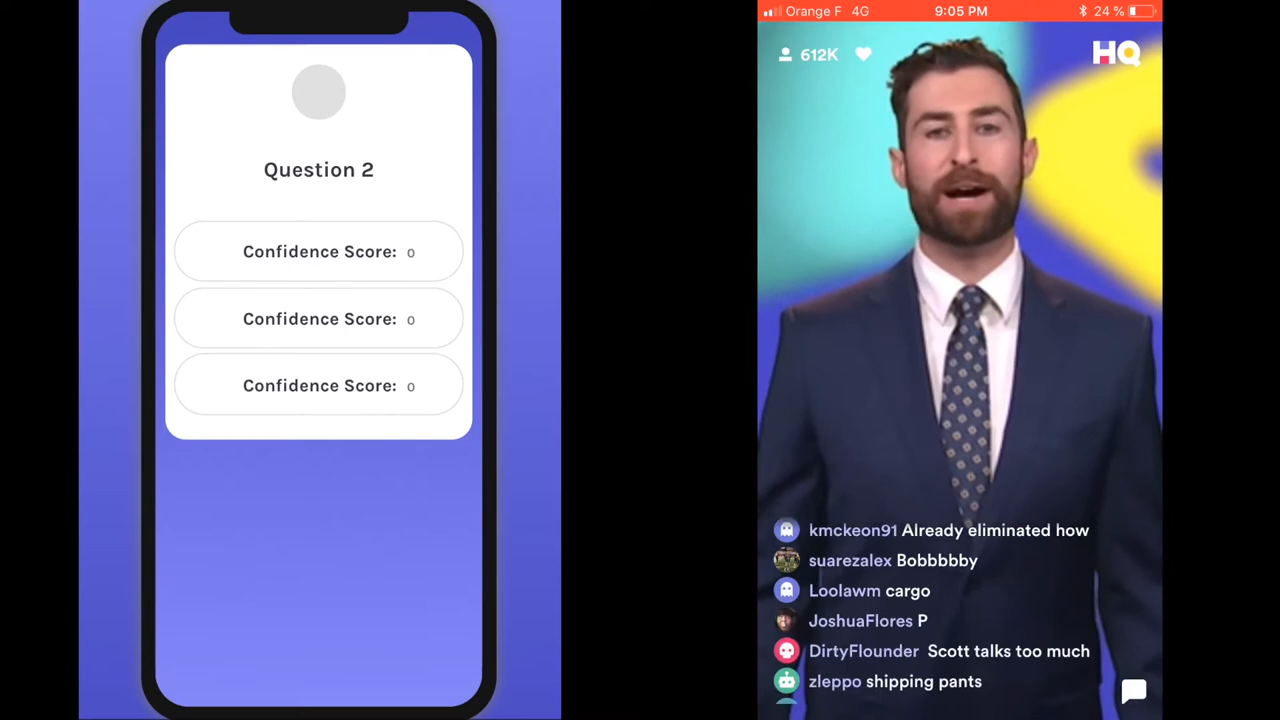 Question 2
Confidence Score: 0
Confidence Score: 0
Confidence Score: 0
Orange F 4G 9:05 PM 24 %
612K HQ
kmckeon91 Already eliminated how
suarezalex Bobbbbby
Loolawm cargo
JoshuaFlores P
DirtyFlounder Scott talks too much
zleppo shipping pants